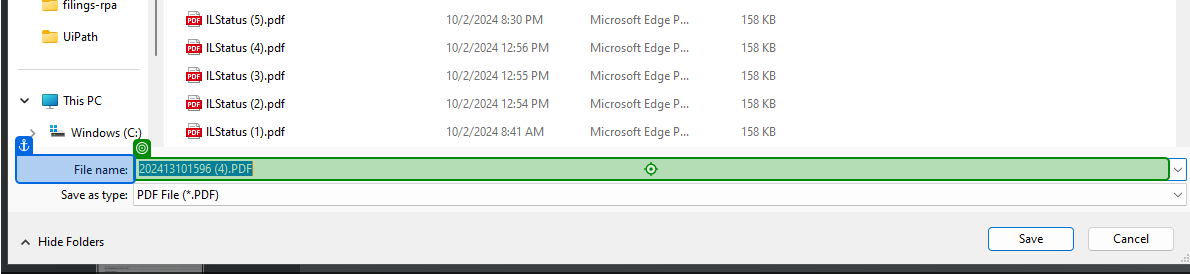 filings-rpa
UiPath
ILStatus (5).pdf 10/2/2024 8:30 PM Microsoft Edge P... 158 KB
ILStatus (4).pdf 10/2/2024 12:56 PM Microsoft Edge P... 158 KB
ILStatus (3).pdf 10/2/2024 12:55 PM Microsoft Edge P... 158 KB
This PC
ILStatus (2).pdf 10/2/2024 12:54 PM Microsoft Edge P... 158 KB
Windows (C:)
ILStatus (1).pdf 10/2/2024 8:41 AM Microsoft Edge P... 158 KB
File name: 202413101596 (4).PDF
Save as type: PDF File (*.PDF)
Hide Folders
Save
Cancel